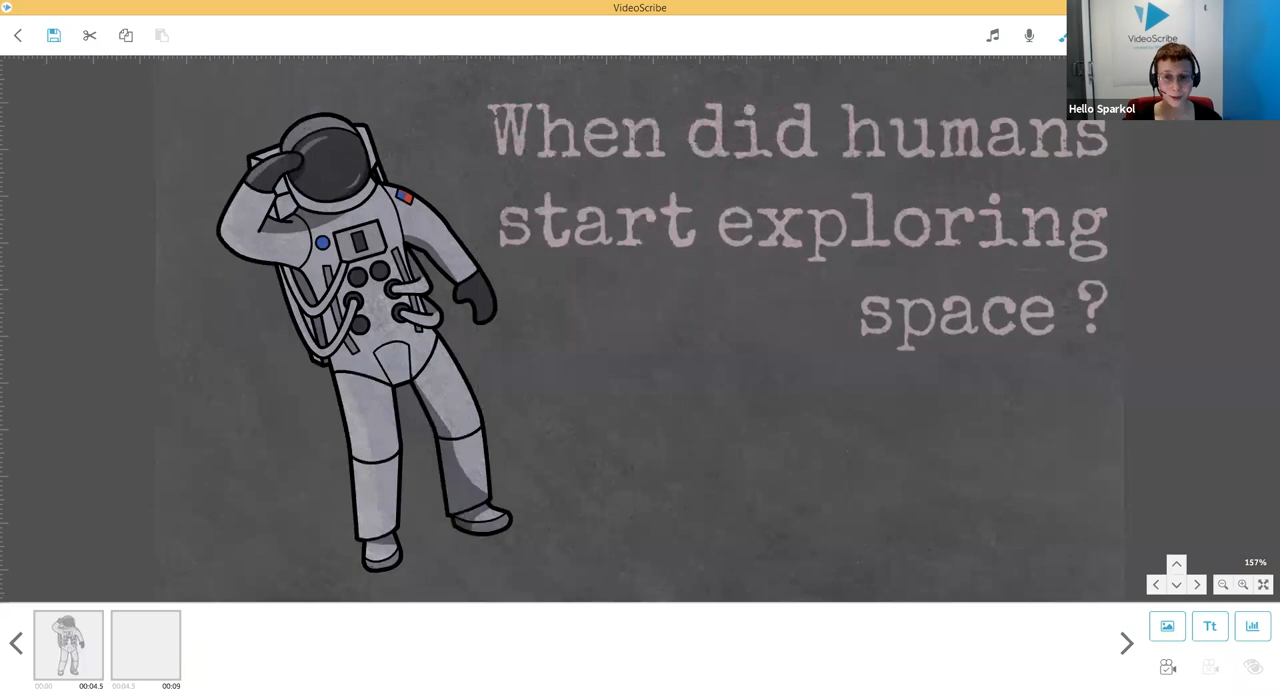 VideoScribe
VideoScribe
Hello Sparkol
When did humans
start exploring
space ?
157%
Tt
00:00 00:04.5 00:04.5 00:09